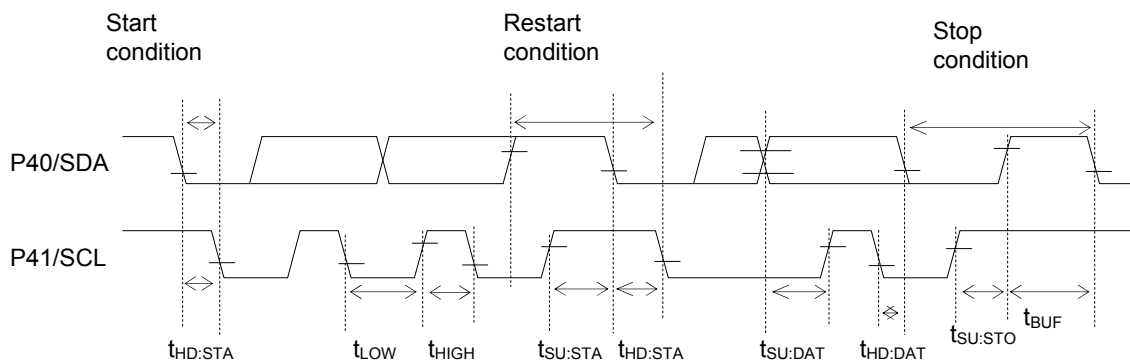 Start
condition
Restart
condition
Stop
condition
P40/SDA
P41/SCL
tHD:STA
tLOW
tHIGH
tSU:STA
tHD:STA
tSU:DAT
tHD:DAT
tSU:STO
tBUF